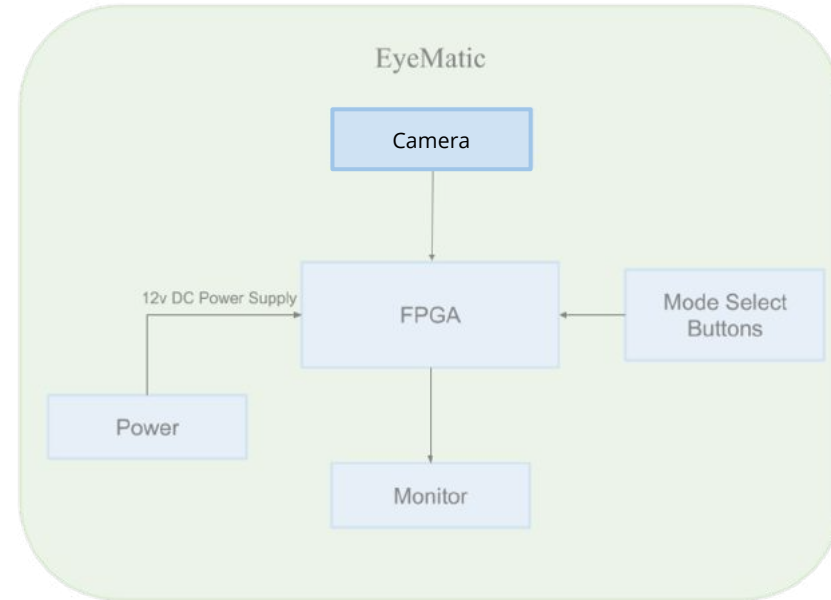 EyeMatic
Camera
12v DC Power Supply
FPGA
Mode Select
Buttons
Power
Monitor